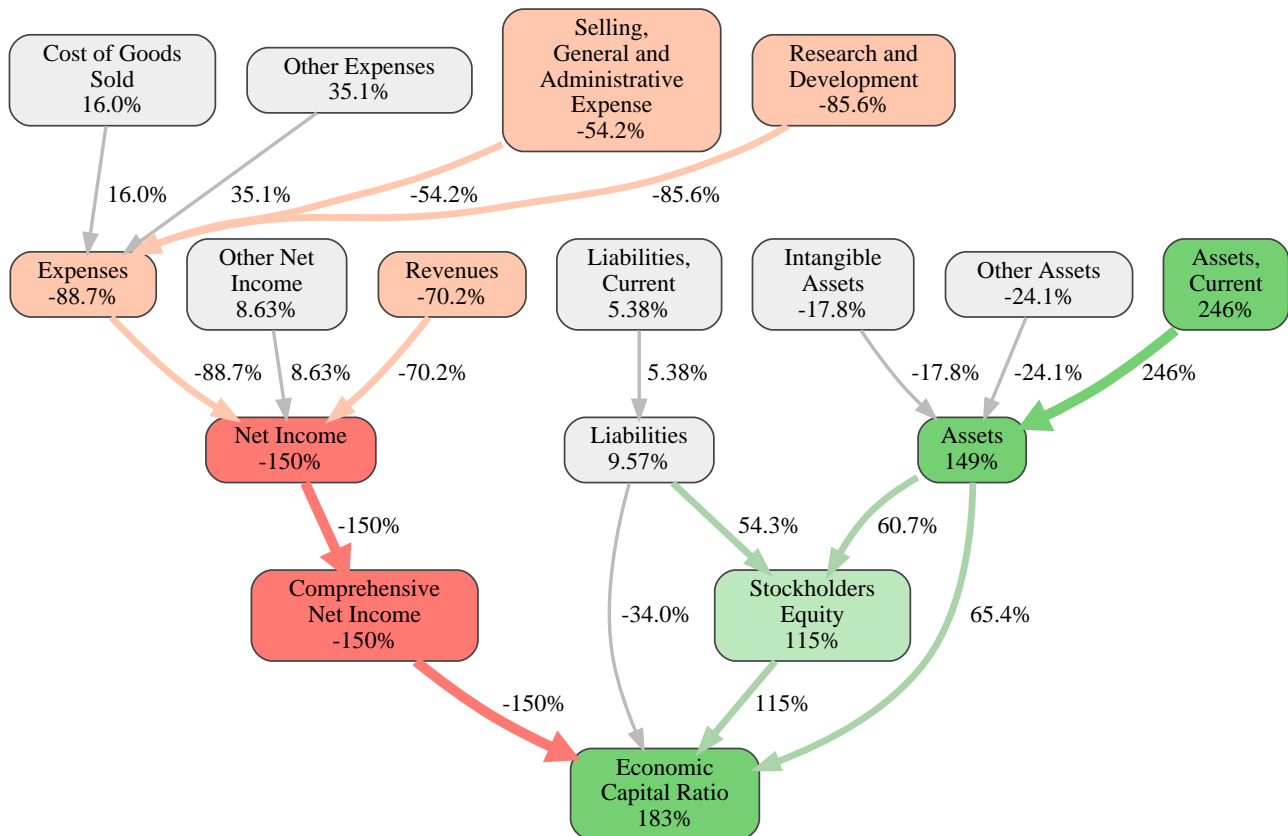 Cost of Goods
Sold
16.0%
Other Expenses
35.1%
Selling,
General and
Administrative
Expense
-54.2%
Research and
Development
-85.6%
16.0%
35.1%
-54.2%
-85.6%
Expenses
-88.7%
Other Net
Income
8.63%
Revenues
-70.2%
Liabilities,
Current
5.38%
Intangible
Assets
-17.8%
Other Assets
-24.1%
Assets,
Current
246%
-88.7%
8.63%
-70.2%
5.38%
-17.8%
-24.1%
246%
Net Income
-150%
Liabilities
9.57%
Assets
149%
-150%
54.3%
60.7%
Comprehensive
Net Income
-150%
-34.0%
Stockholders
Equity
115%
65.4%
-150%
115%
Economic
Capital Ratio
183%